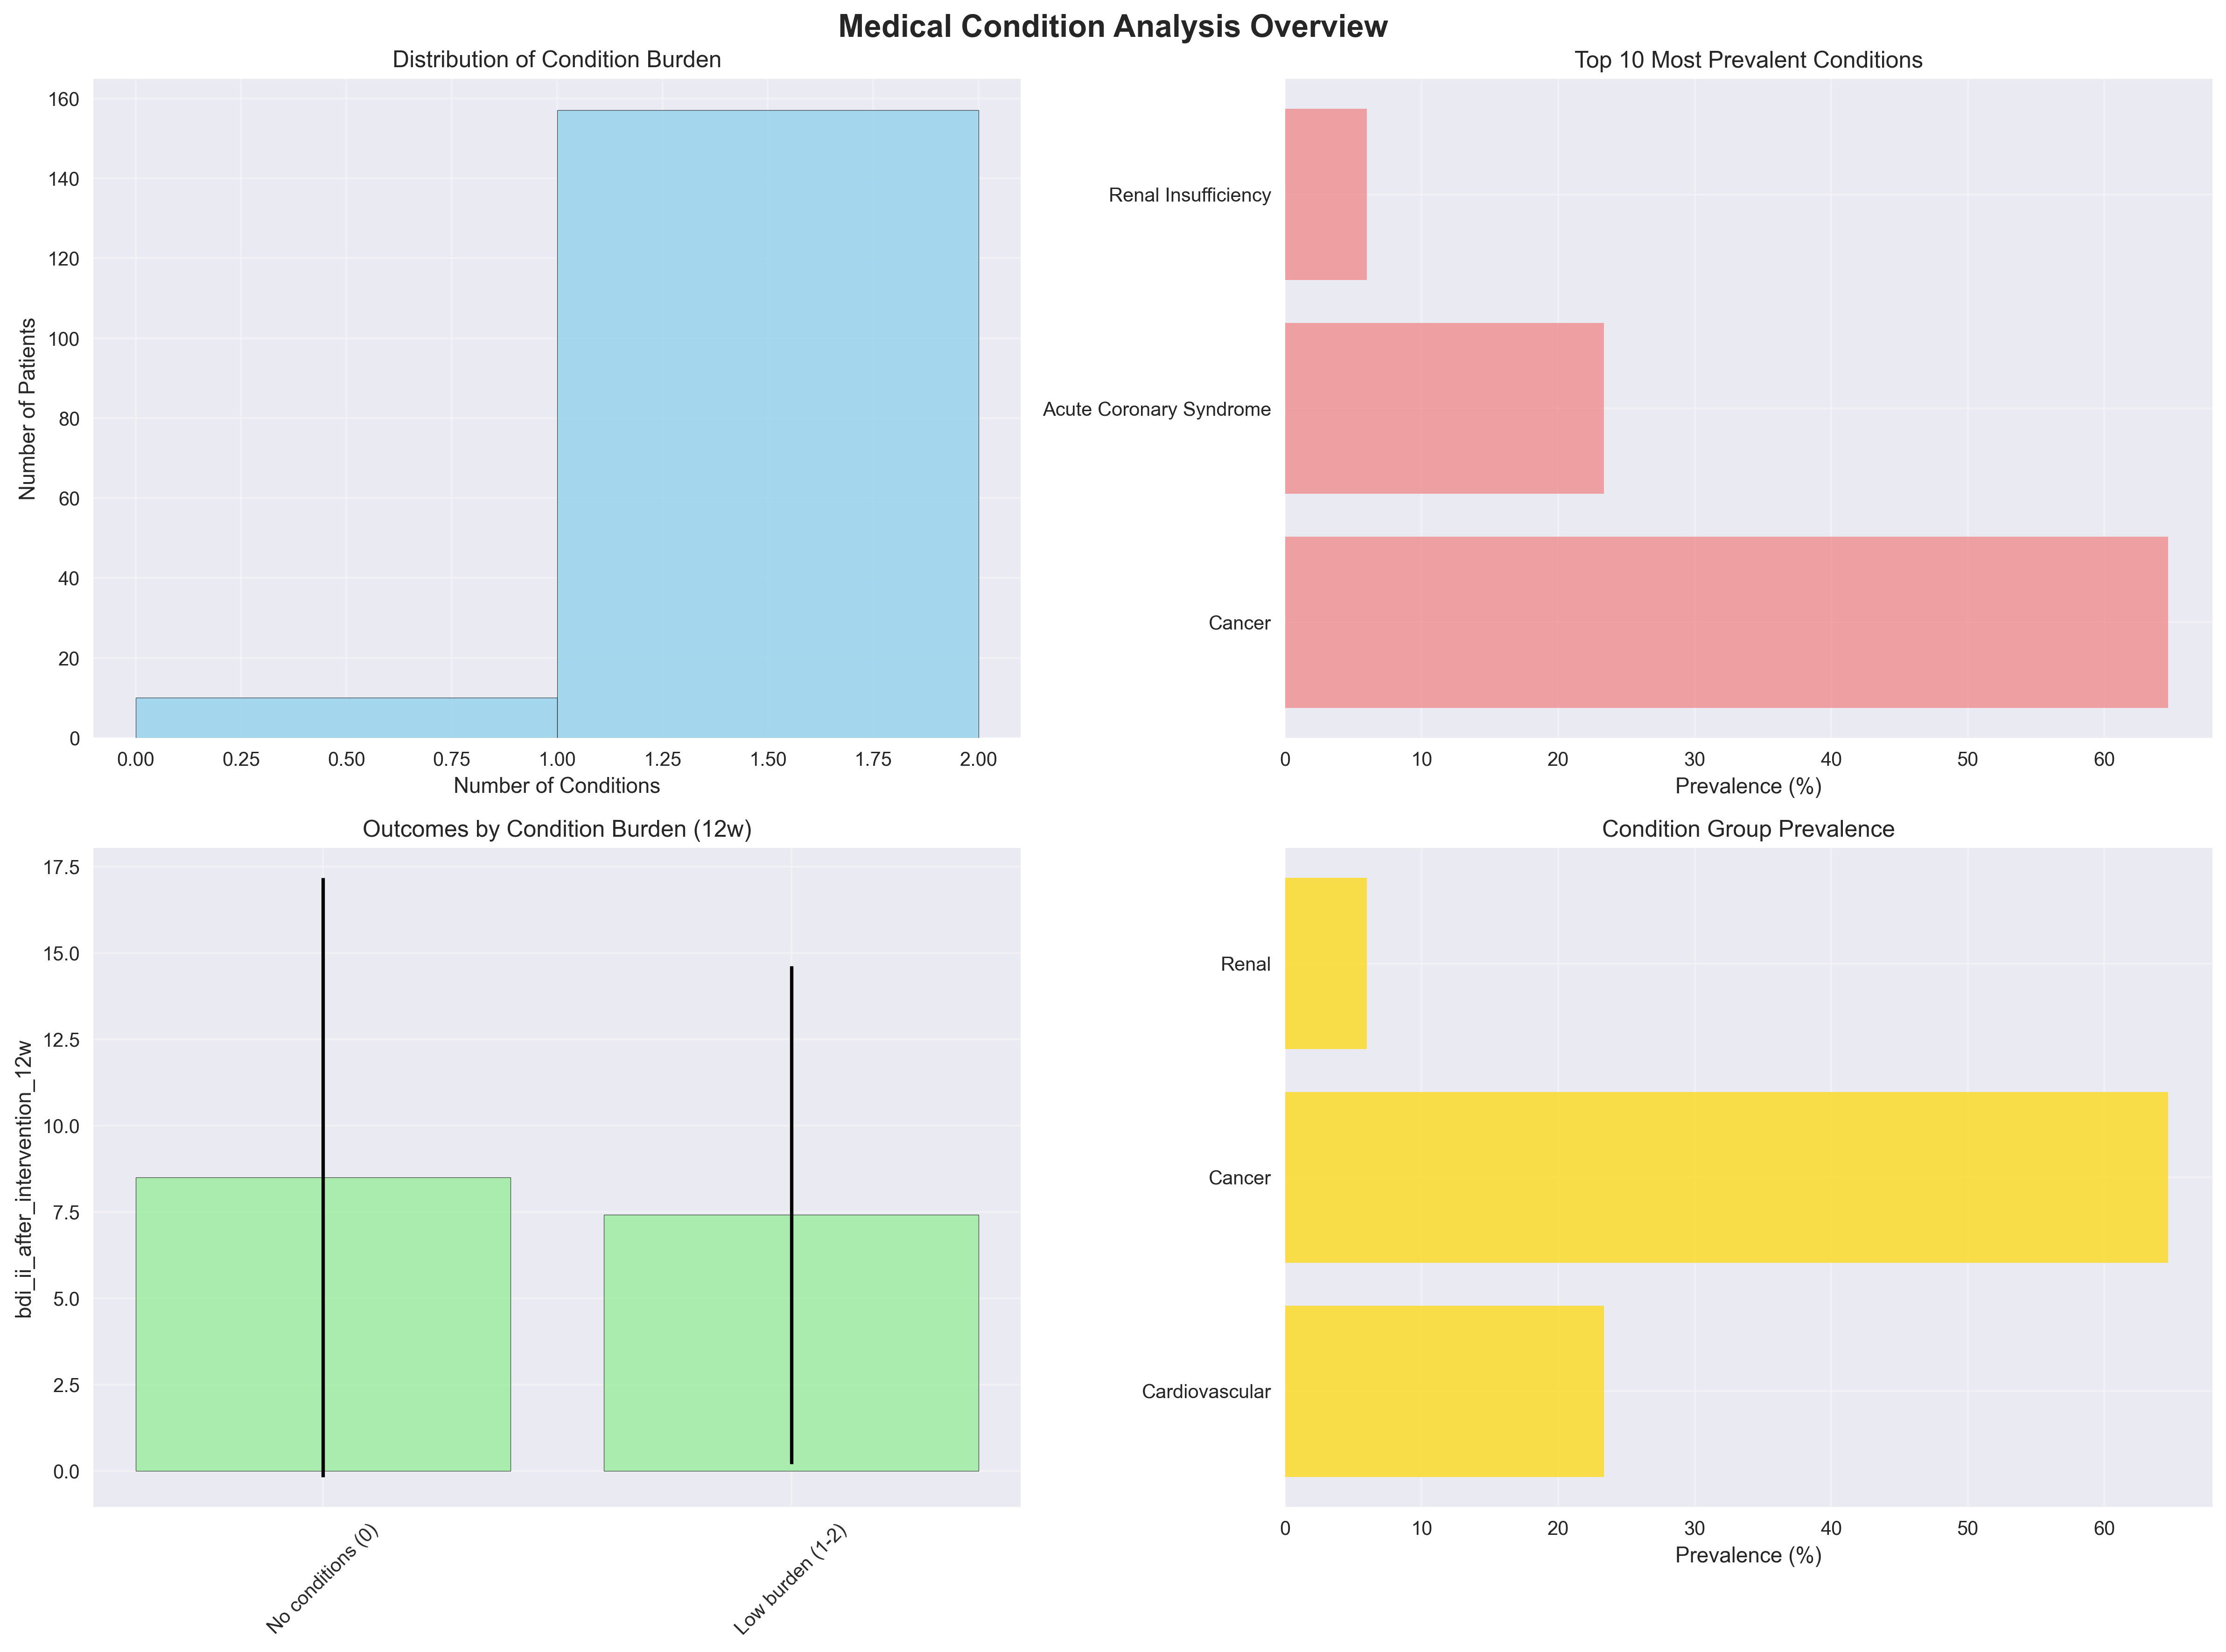 Medical Condition Analysis Overview
Distribution of Condition Burden
160
140
120
100
80
60
40
20
0
Number of Patients
0.00 0.25 0.50 0.75 1.00 1.25 1.50 1.75 2.00
Number of Conditions
Top 10 Most Prevalent Conditions
Renal Insufficiency
Acute Coronary Syndrome
Cancer
0 10 20 30 40 50 60
Prevalence (%)
Outcomes by Condition Burden (12w)
17.5
15.0
12.5
10.0
7.5
5.0
2.5
0.0
bdi_ii_after_intervention_12w
No conditions (0)
Low burden (1-2)
Condition Group Prevalence
Renal
Cancer
Cardiovascular
0 10 20 30 40 50 60
Prevalence (%)